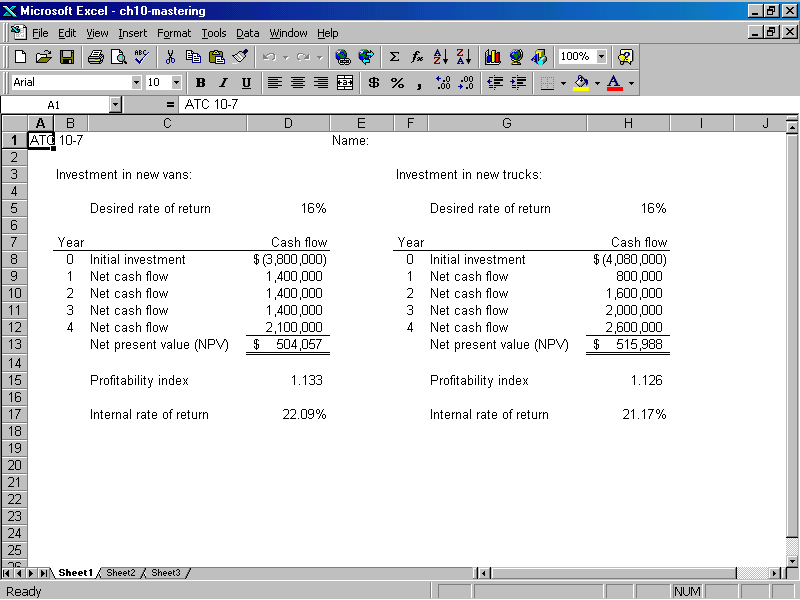 Microsoft Excel - ch10-mastering
File Edit View Insert Format Tools Data Window Help
100%
Arial 10 B I U $ % ,
A1 = ATC 10-7
A B C D E F G H I J
1 ATC 10-7 Name:
2
3 Investment in new vans: Investment in new trucks:
4
5 Desired rate of return 16% Desired rate of return 16%
6
7 Year Cash flow Year Cash flow
8 0 Initial investment $ (3,800,000) 0 Initial investment $ (4,080,000)
9 1 Net cash flow 1,400,000 1 Net cash flow 800,000
10 2 Net cash flow 1,400,000 2 Net cash flow 1,600,000
11 3 Net cash flow 1,400,000 3 Net cash flow 2,000,000
12 4 Net cash flow 2,100,000 4 Net cash flow 2,600,000
13 Net present value (NPV) $ 504,057 Net present value (NPV) $ 515,988
14
15 Profitability index 1.133 Profitability index 1.126
16
17 Internal rate of return 22.09% Internal rate of return 21.17%
18
19
20
21
22
23
24
25
26
Sheet1 Sheet2 Sheet3
Ready NUM